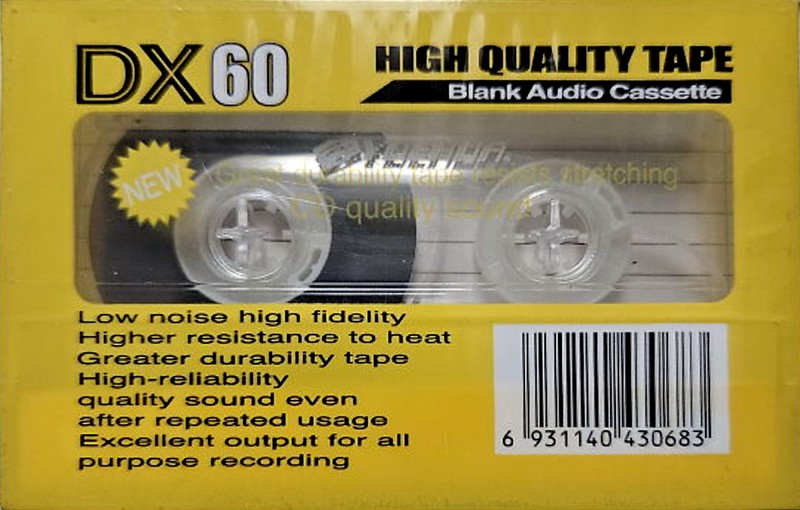 DX 60
HIGH QUALITY TAPE
Blank Audio Cassette
NEW
Great durability tape resists stretching
CD quality sound
Low noise high fidelity
Higher resistance to heat
Greater durability tape
High-reliability
quality sound even
after repeated usage
Excellent output for all
purpose recording
6 931140 430683